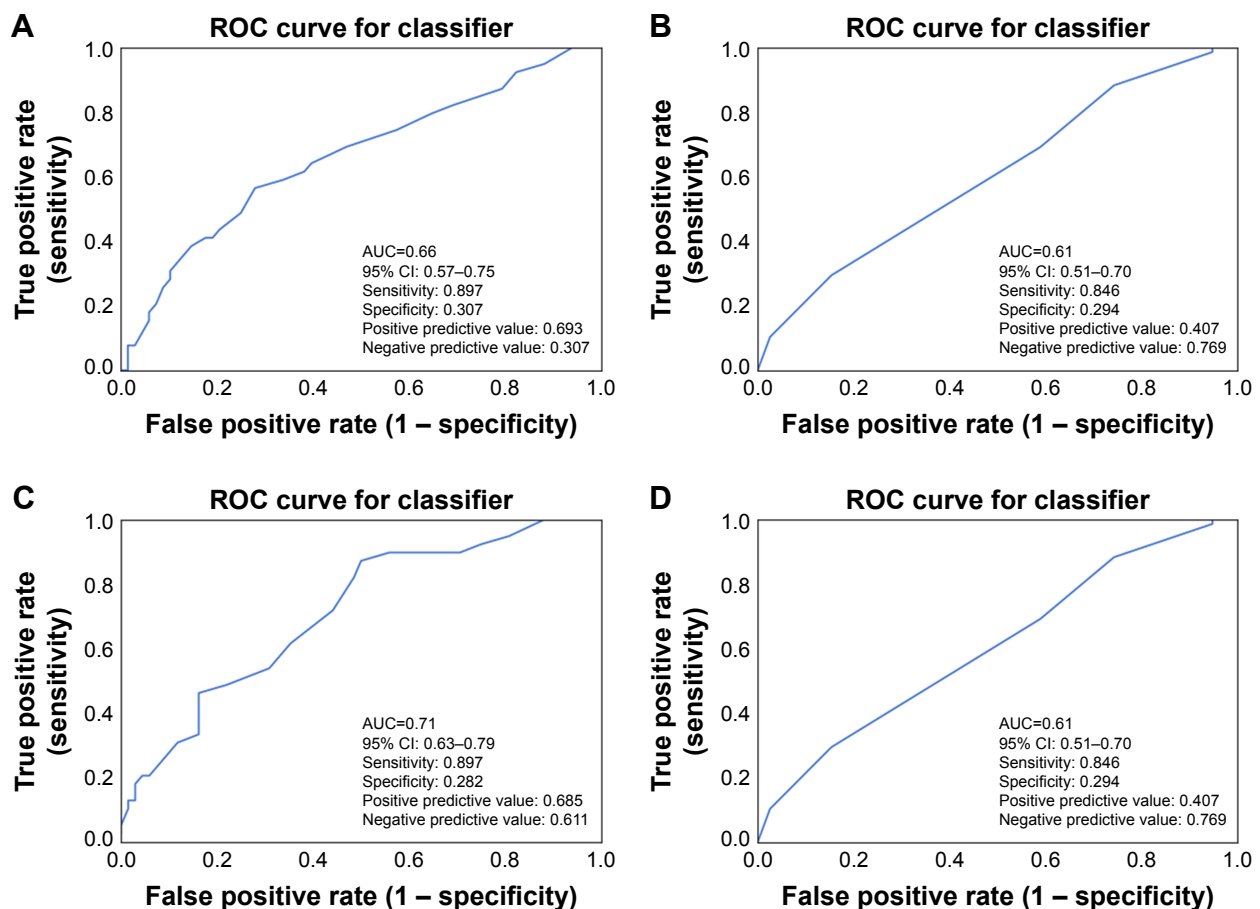 A
ROC curve for classifier
True positive rate
(sensitivity)
1.0
0.8
0.6
0.4
0.2
0.0
AUC=0.66
95% CI: 0.57–0.75
Sensitivity: 0.897
Specificity: 0.307
Positive predictive value: 0.693
Negative predictive value: 0.307
0.0 0.2 0.4 0.6 0.8 1.0
False positive rate (1 – specificity)
B
ROC curve for classifier
True positive rate
(sensitivity)
1.0
0.8
0.6
0.4
0.2
0.0
AUC=0.61
95% CI: 0.51–0.70
Sensitivity: 0.846
Specificity: 0.294
Positive predictive value: 0.407
Negative predictive value: 0.769
0.0 0.2 0.4 0.6 0.8 1.0
False positive rate (1 – specificity)
C
ROC curve for classifier
True positive rate
(sensitivity)
1.0
0.8
0.6
0.4
0.2
0.0
AUC=0.71
95% CI: 0.63–0.79
Sensitivity: 0.897
Specificity: 0.282
Positive predictive value: 0.685
Negative predictive value: 0.611
0.0 0.2 0.4 0.6 0.8 1.0
False positive rate (1 – specificity)
D
ROC curve for classifier
True positive rate
(sensitivity)
1.0
0.8
0.6
0.4
0.2
0.0
AUC=0.61
95% CI: 0.51–0.70
Sensitivity: 0.846
Specificity: 0.294
Positive predictive value: 0.407
Negative predictive value: 0.769
0.0 0.2 0.4 0.6 0.8 1.0
False positive rate (1 – specificity)